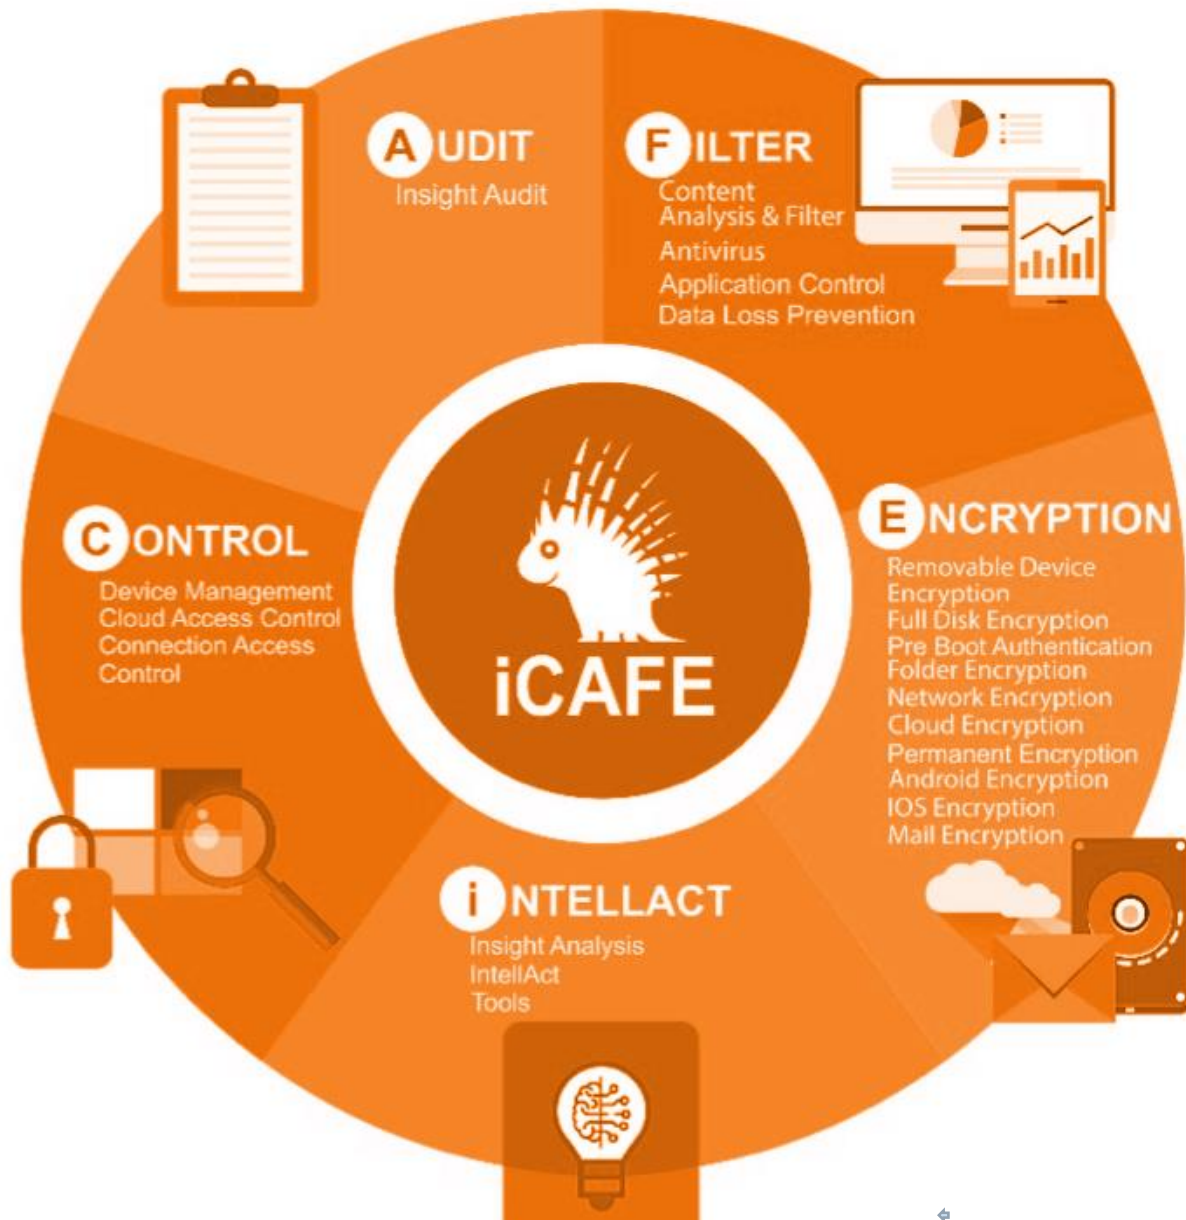 AUDIT
Insight Audit
FILTER
Content
Analysis & Filter
Antivirus
Application Control
Data Loss Prevention
CONTROL
Device Management
Cloud Access Control
Connection Access
Control
iCAFE
ENCRYPTION
Removable Device
Encryption
Full Disk Encryption
Pre Boot Authentication
Folder Encryption
Network Encryption
Cloud Encryption
Permanent Encryption
Android Encryption
IOS Encryption
Mail Encryption
iNTELLACT
Insight Analysis
IntellAct
Tools